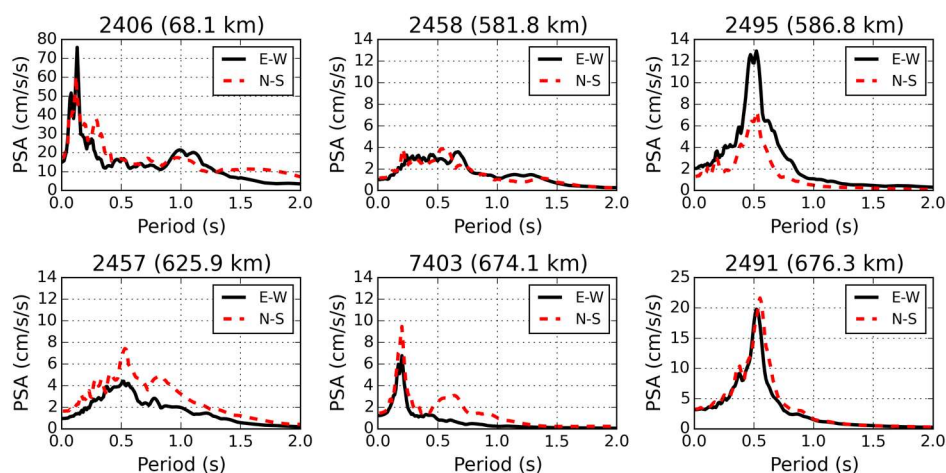 2406 (68.1 km)
PSA (cm/s/s)
80
70
60
50
40
30
20
10
0
0.0 0.5 1.0 1.5 2.0
Period (s)
E-W
N-S
2458 (581.8 km)
PSA (cm/s/s)
14
12
10
8
6
4
2
0
0.0 0.5 1.0 1.5 2.0
Period (s)
E-W
N-S
2495 (586.8 km)
PSA (cm/s/s)
14
12
10
8
6
4
2
0
0.0 0.5 1.0 1.5 2.0
Period (s)
E-W
N-S
2457 (625.9 km)
PSA (cm/s/s)
14
12
10
8
6
4
2
0
0.0 0.5 1.0 1.5 2.0
Period (s)
E-W
N-S
7403 (674.1 km)
PSA (cm/s/s)
14
12
10
8
6
4
2
0
0.0 0.5 1.0 1.5 2.0
Period (s)
E-W
N-S
2491 (676.3 km)
PSA (cm/s/s)
25
20
15
10
5
0
0.0 0.5 1.0 1.5 2.0
Period (s)
E-W
N-S